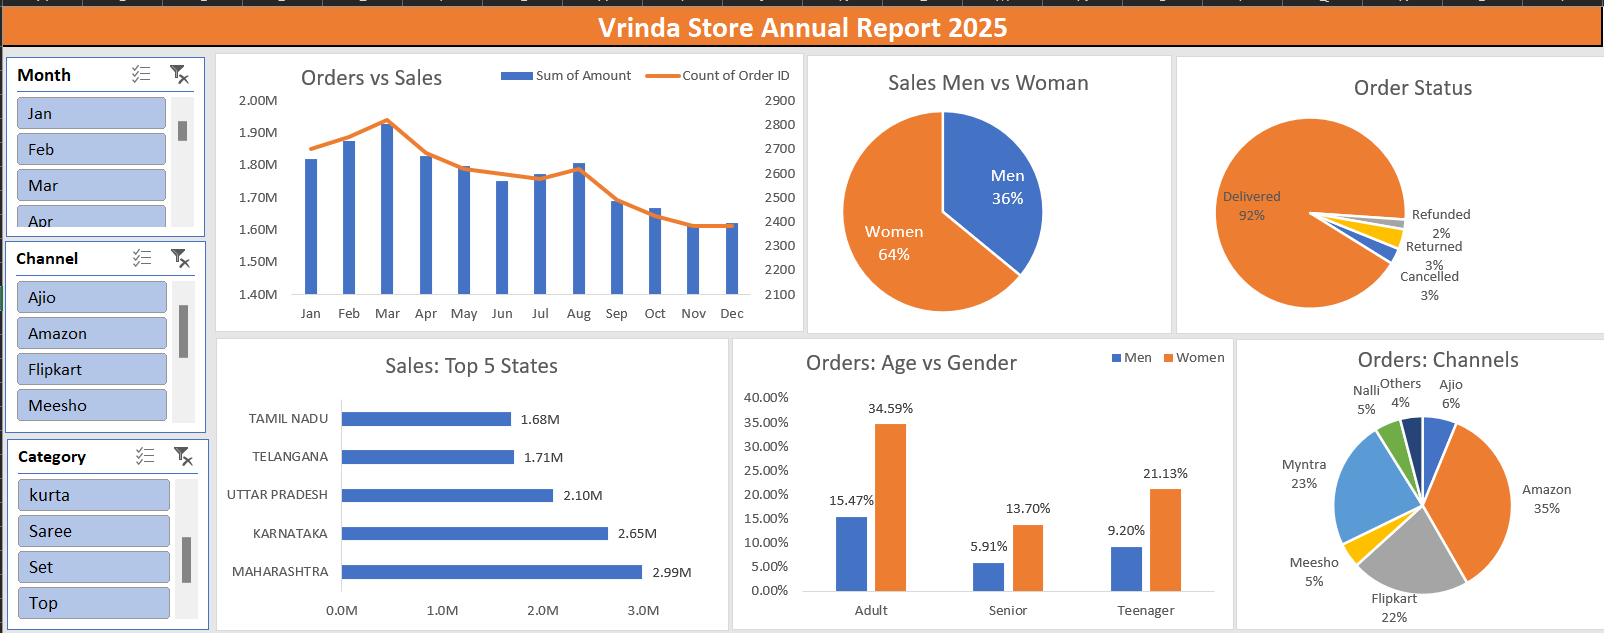 Vrinda Store Annual Report 2025
Month
Jan
Feb
Mar
Apr
Channel
Ajio
Amazon
Flipkart
Meesho
Category
kurta
Saree
Set
Top
Orders vs Sales
Sum of Amount
Count of Order ID
2.00M
1.90M
1.80M
1.70M
1.60M
1.50M
1.40M
2900
2800
2700
2600
2500
2400
2300
2200
2100
Jan Feb Mar Apr May Jun Jul Aug Sep Oct Nov Dec
Sales Men vs Woman
Men
36%
Women
64%
Order Status
Delivered
92%
Refunded
2%
Returned
3%
Cancelled
3%
Sales: Top 5 States
TAMIL NADU 1.68M
TELANGANA 1.71M
UTTAR PRADESH 2.10M
KARNATAKA 2.65M
MAHARASHTRA 2.99M
0.0M 1.0M 2.0M 3.0M
Orders: Age vs Gender
Men Women
40.00%
35.00%
30.00%
25.00%
20.00%
15.00%
10.00%
5.00%
0.00%
15.47% 34.59%
5.91% 13.70%
9.20% 21.13%
Adult Senior Teenager
Orders: Channels
Nalli
5%
Others
4%
Ajio
6%
Myntra
23%
Amazon
35%
Meesho
5%
Flipkart
22%